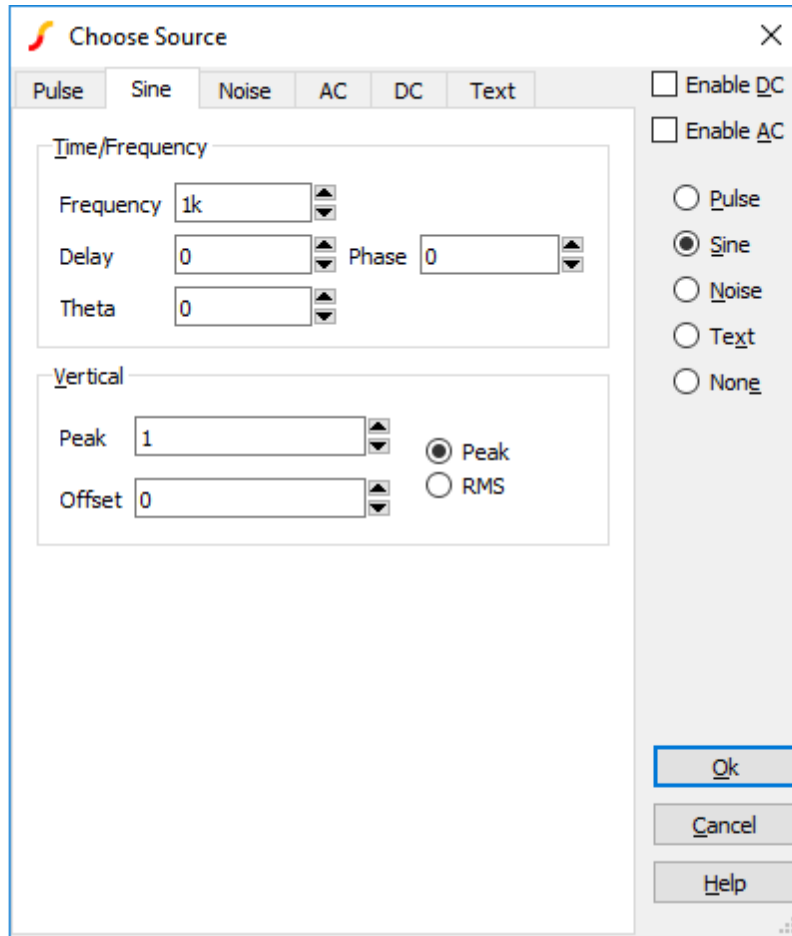 Choose Source
Pulse Sine Noise AC DC Text
Enable DC
Enable AC
Time/Frequency
Frequency 1k
Delay 0 Phase 0
Theta 0
Vertical
Peak 1
Offset 0
Peak
RMS
Pulse
Sine
Noise
Text
None
Ok
Cancel
Help